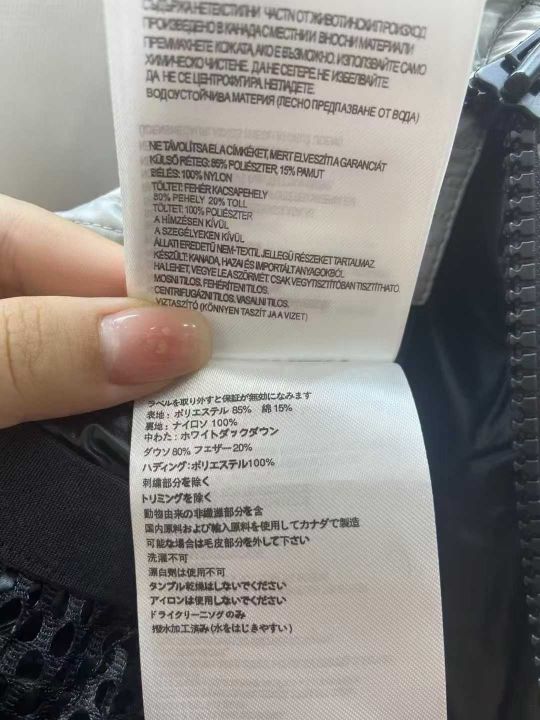 СЪДЪРЖА НЕТЕКСТИЛНИ ЧАСТИ ОТ ЖИВОТИНСКИ ПРОИЗХОД
ПРОИЗВЕДЕНО В КАНАДА С МЕСТНИ И ВНОСНИ МАТЕРИАЛИ
ПРЕМАХНЕТЕ КОЖАТА, АКО Е ВЪЗМОЖНО. ИЗПОЛЗВАЙТЕ САМО
ХИМИЧЕСКО ЧИСТЕНЕ. ДА НЕ СЕ ПЕРЕ. НЕ ИЗБЕЛВАЙТЕ
ДА НЕ СЕ ЦЕНТРОФУГИРА. НЕ ГЛАДЕТЕ.
ВОДОУСТОЙЧИВА МАТЕРИЯ (ЛЕСНО ПРЕДПАЗВАНЕ ОТ ВОДА)
NE TÁVOLÍTSA EL A CÍMKÉKET, MERT ELVESZÍTI A GARANCIÁT
KÜLSŐ RÉTEG: 85% POLIÉSZTER, 15% PAMUT
BÉLÉS: 100% NYLON
TÖLTET: FEHÉR KACSAPEHELY
80% PEHELY 20% TOLL
TÖLTET: 100% POLIÉSZTER
A HÍMZÉSEN KÍVÜL
A SZEGÉLYEKEN KÍVÜL
ÁLLATI EREDETŰ NEM-TEXTIL JELLEGŰ RÉSZEKET TARTALMAZ.
KÉSZÜLT: KANADA, HAZAI ÉS IMPORTÁLT ANYAGOKBÓL
HA LEHET, VEGYE LE A SZŐRMÉT. CSAK VEGYTISZTÍTÓBAN TISZTÍTHATÓ.
MOSNI TILOS. FEHÉRÍTENI TILOS.
CENTRIFUGÁZNI TILOS. VASALNI TILOS.
VIZTASZÍTÓ (KÖNNYEN TASZÍTJA A VIZET)
ラベルを取り外すと保証が無効になみます
表地：ポリエステル 85%　綿 15%
裏地：ナイロソ 100%
中わた：ホワイトダックダウン
ダウソ 80% フェザー20%
ハディング：ポリエステル100%
刺繍部分を除く
トリミングを除く
動物由来の非繊維部分を含
国内原料および輸入原料を使用してカナダで製造
可能な場合は毛皮部分を外して下さい
洗濯不可
漂白剤は使用不可
タンブル乾燥はしないでください
アイロンは使用しないでください
ドライクリーニソグのみ
撥水加工済み(水をはじきやすい)